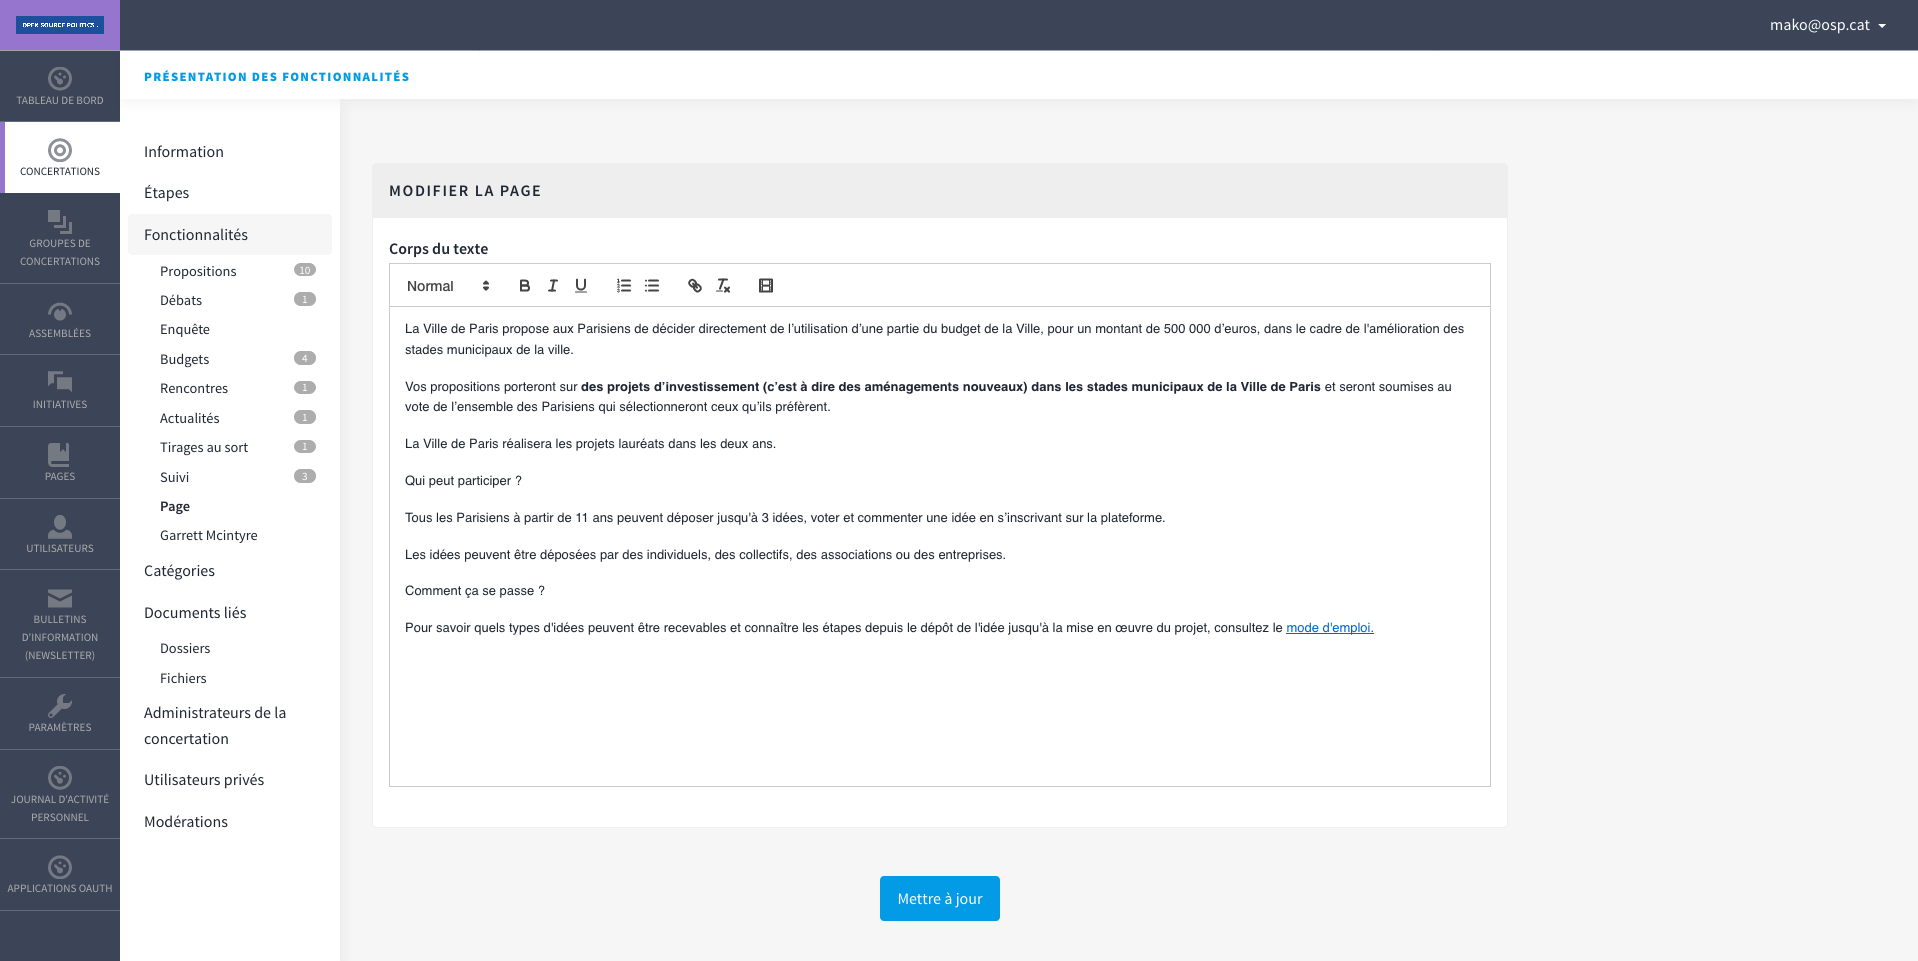 OPEN SOURCE POLITICS
mako@osp.cat
PRÉSENTATION DES FONCTIONNALITÉS
TABLEAU DE BORD
CONCERTATIONS
GROUPES DE
CONCERTATIONS
ASSEMBLÉES
INITIATIVES
PAGES
UTILISATEURS
BULLETINS
D'INFORMATION
(NEWSLETTER)
PARAMÈTRES
JOURNAL D'ACTIVITÉ
PERSONNEL
APPLICATIONS OAUTH
Information
Étapes
Fonctionnalités
Propositions 10
Débats 1
Enquête
Budgets 4
Rencontres 1
Actualités 1
Tirages au sort 1
Suivi 3
Page
Garrett Mcintyre
Catégories
Documents liés
Dossiers
Fichiers
Administrateurs de la
concertation
Utilisateurs privés
Modérations
MODIFIER LA PAGE
Corps du texte
Normal
La Ville de Paris propose aux Parisiens de décider directement de l’utilisation d’une partie du budget de la Ville, pour un montant de 500 000 d’euros, dans le cadre de l'amélioration des
stades municipaux de la ville.
Vos propositions porteront sur des projets d’investissement (c’est à dire des aménagements nouveaux) dans les stades municipaux de la Ville de Paris et seront soumises au
vote de l’ensemble des Parisiens qui sélectionneront ceux qu’ils préfèrent.
La Ville de Paris réalisera les projets lauréats dans les deux ans.
Qui peut participer ?
Tous les Parisiens à partir de 11 ans peuvent déposer jusqu'à 3 idées, voter et commenter une idée en s’inscrivant sur la plateforme.
Les idées peuvent être déposées par des individuels, des collectifs, des associations ou des entreprises.
Comment ça se passe ?
Pour savoir quels types d'idées peuvent être recevables et connaître les étapes depuis le dépôt de l'idée jusqu'à la mise en œuvre du projet, consultez le mode d'emploi.
Mettre à jour